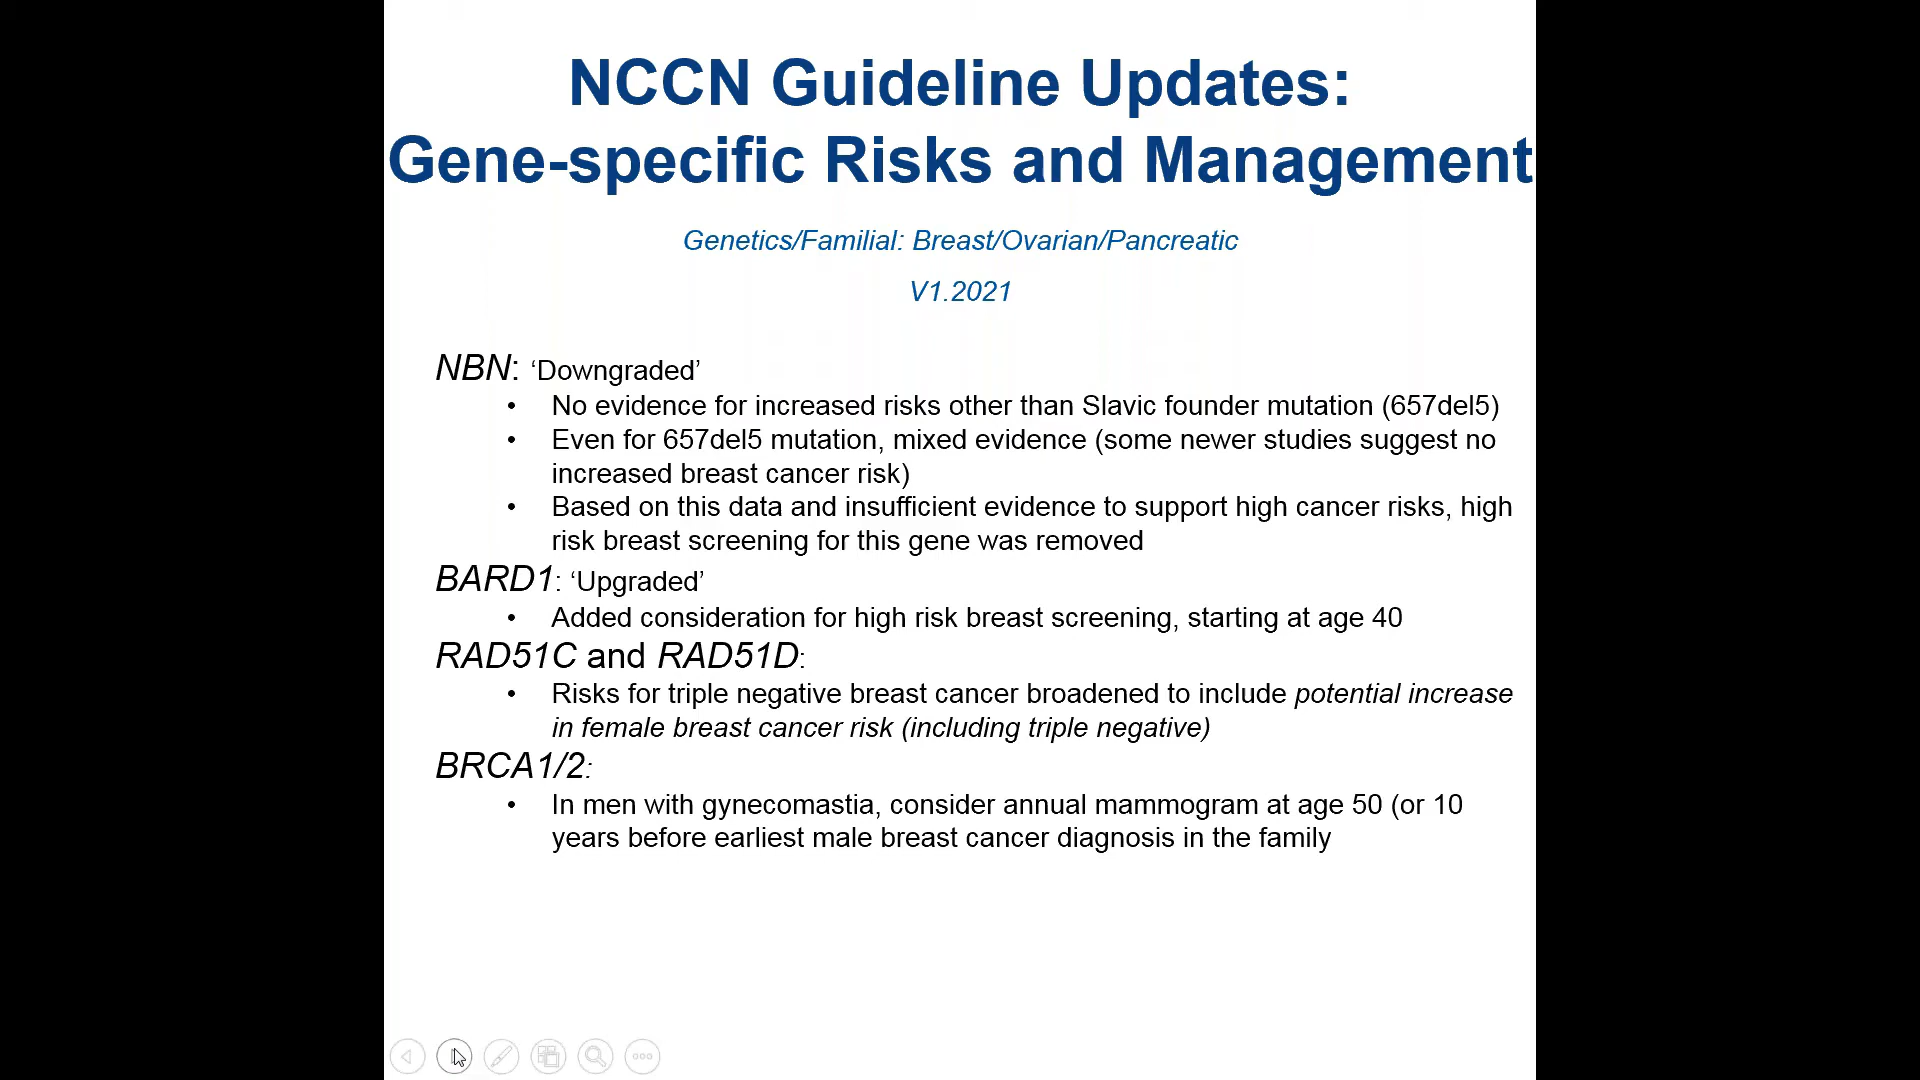 NCCN Guideline Updates:
Gene-specific Risks and Management
Genetics/Familial: Breast/Ovarian/Pancreatic
V1.2021
NBN: ‘Downgraded’
• No evidence for increased risks other than Slavic founder mutation (657del5)
• Even for 657del5 mutation, mixed evidence (some newer studies suggest no
increased breast cancer risk)
• Based on this data and insufficient evidence to support high cancer risks, high
risk breast screening for this gene was removed
BARD1: ‘Upgraded’
• Added consideration for high risk breast screening, starting at age 40
RAD51C and RAD51D:
• Risks for triple negative breast cancer broadened to include potential increase
in female breast cancer risk (including triple negative)
BRCA1/2:
• In men with gynecomastia, consider annual mammogram at age 50 (or 10
years before earliest male breast cancer diagnosis in the family